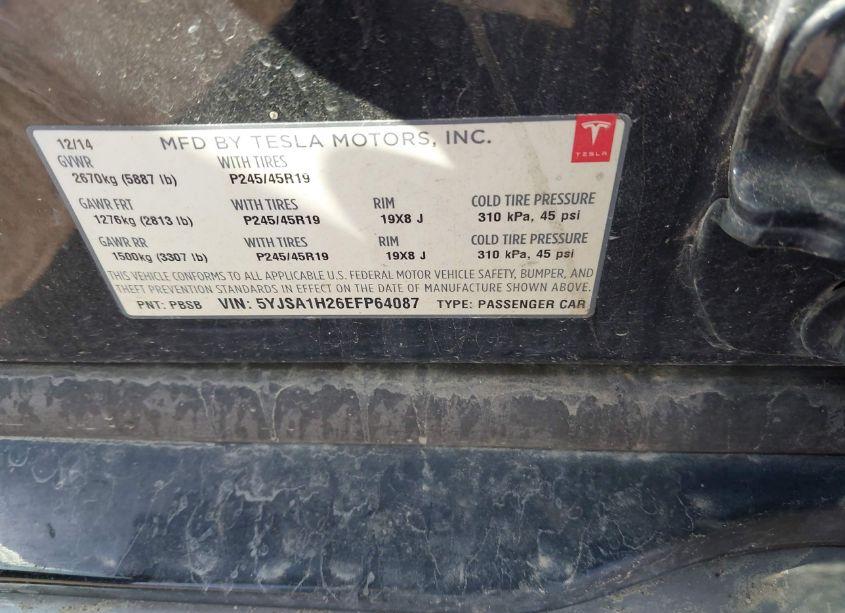 12/14 MFD BY TESLA MOTORS, INC.
TESLA
GVWR WITH TIRES
2670kg (5887 lb) P245/45R19
GAWR FRT WITH TIRES RIM COLD TIRE PRESSURE
1276kg (2813 lb) P245/45R19 19X8 J 310 kPa, 45 psi
GAWR RR WITH TIRES RIM COLD TIRE PRESSURE
1500kg (3307 lb) P245/45R19 19X8 J 310 kPa, 45 psi
THIS VEHICLE CONFORMS TO ALL APPLICABLE U.S. FEDERAL MOTOR VEHICLE SAFETY, BUMPER, AND
THEFT PREVENTION STANDARDS IN EFFECT ON THE DATE OF MANUFACTURE SHOWN ABOVE.
PNT: PBSB VIN: 5YJSA1H26EFP64087 TYPE: PASSENGER CAR